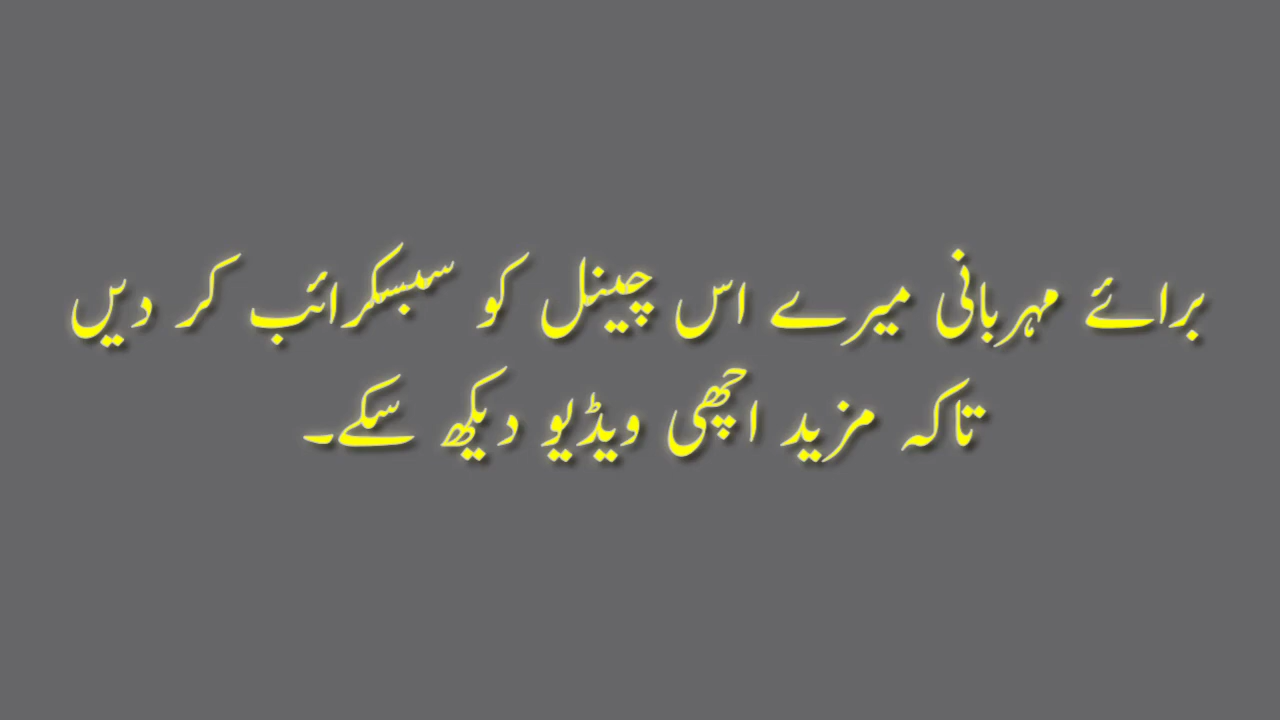 برائے مہربانی میرے اس چینل کو سبسکرائب کر دیں
تاکہ مزید اچھی ویڈیو دیکھ سکے۔